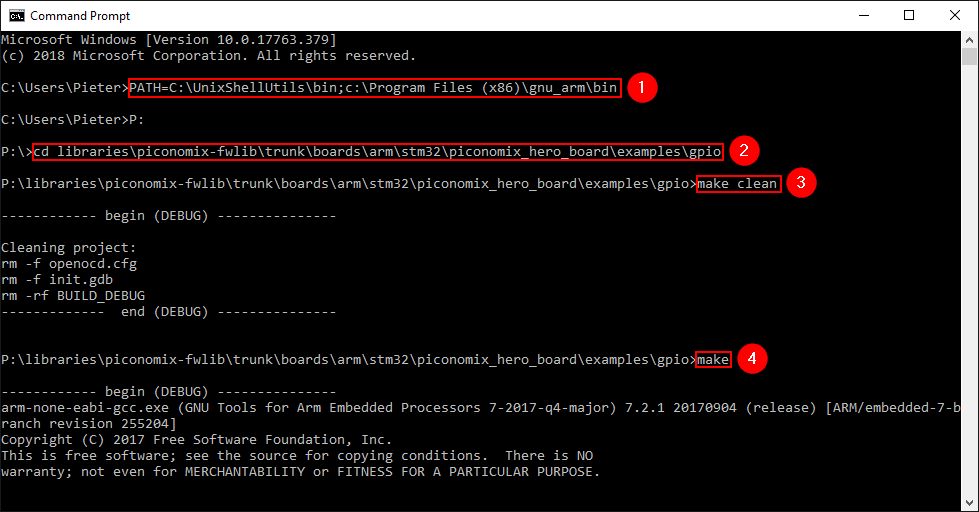 Command Prompt
Microsoft Windows [Version 10.0.17763.379]
(c) 2018 Microsoft Corporation. All rights reserved.
C:\Users\Pieter>PATH=C:\UnixShellUtils\bin;c:\Program Files (x86)\gnu_arm\bin 1
C:\Users\Pieter>P:
P:\>cd libraries\piconomix-fwlib\trunk\boards\arm\stm32\piconomix_hero_board\examples\gpio 2
P:\libraries\piconomix-fwlib\trunk\boards\arm\stm32\piconomix_hero_board\examples\gpio>make clean 3
------------ begin (DEBUG) ---------------
Cleaning project:
rm -f openocd.cfg
rm -f init.gdb
rm -rf BUILD_DEBUG
-------------  end (DEBUG) ---------------
P:\libraries\piconomix-fwlib\trunk\boards\arm\stm32\piconomix_hero_board\examples\gpio>make 4
------------ begin (DEBUG) ---------------
arm-none-eabi-gcc.exe (GNU Tools for Arm Embedded Processors 7-2017-q4-major) 7.2.1 20170904 (release) [ARM/embedded-7-b
ranch revision 255204]
Copyright (C) 2017 Free Software Foundation, Inc.
This is free software; see the source for copying conditions.  There is NO
warranty; not even for MERCHANTABILITY or FITNESS FOR A PARTICULAR PURPOSE.